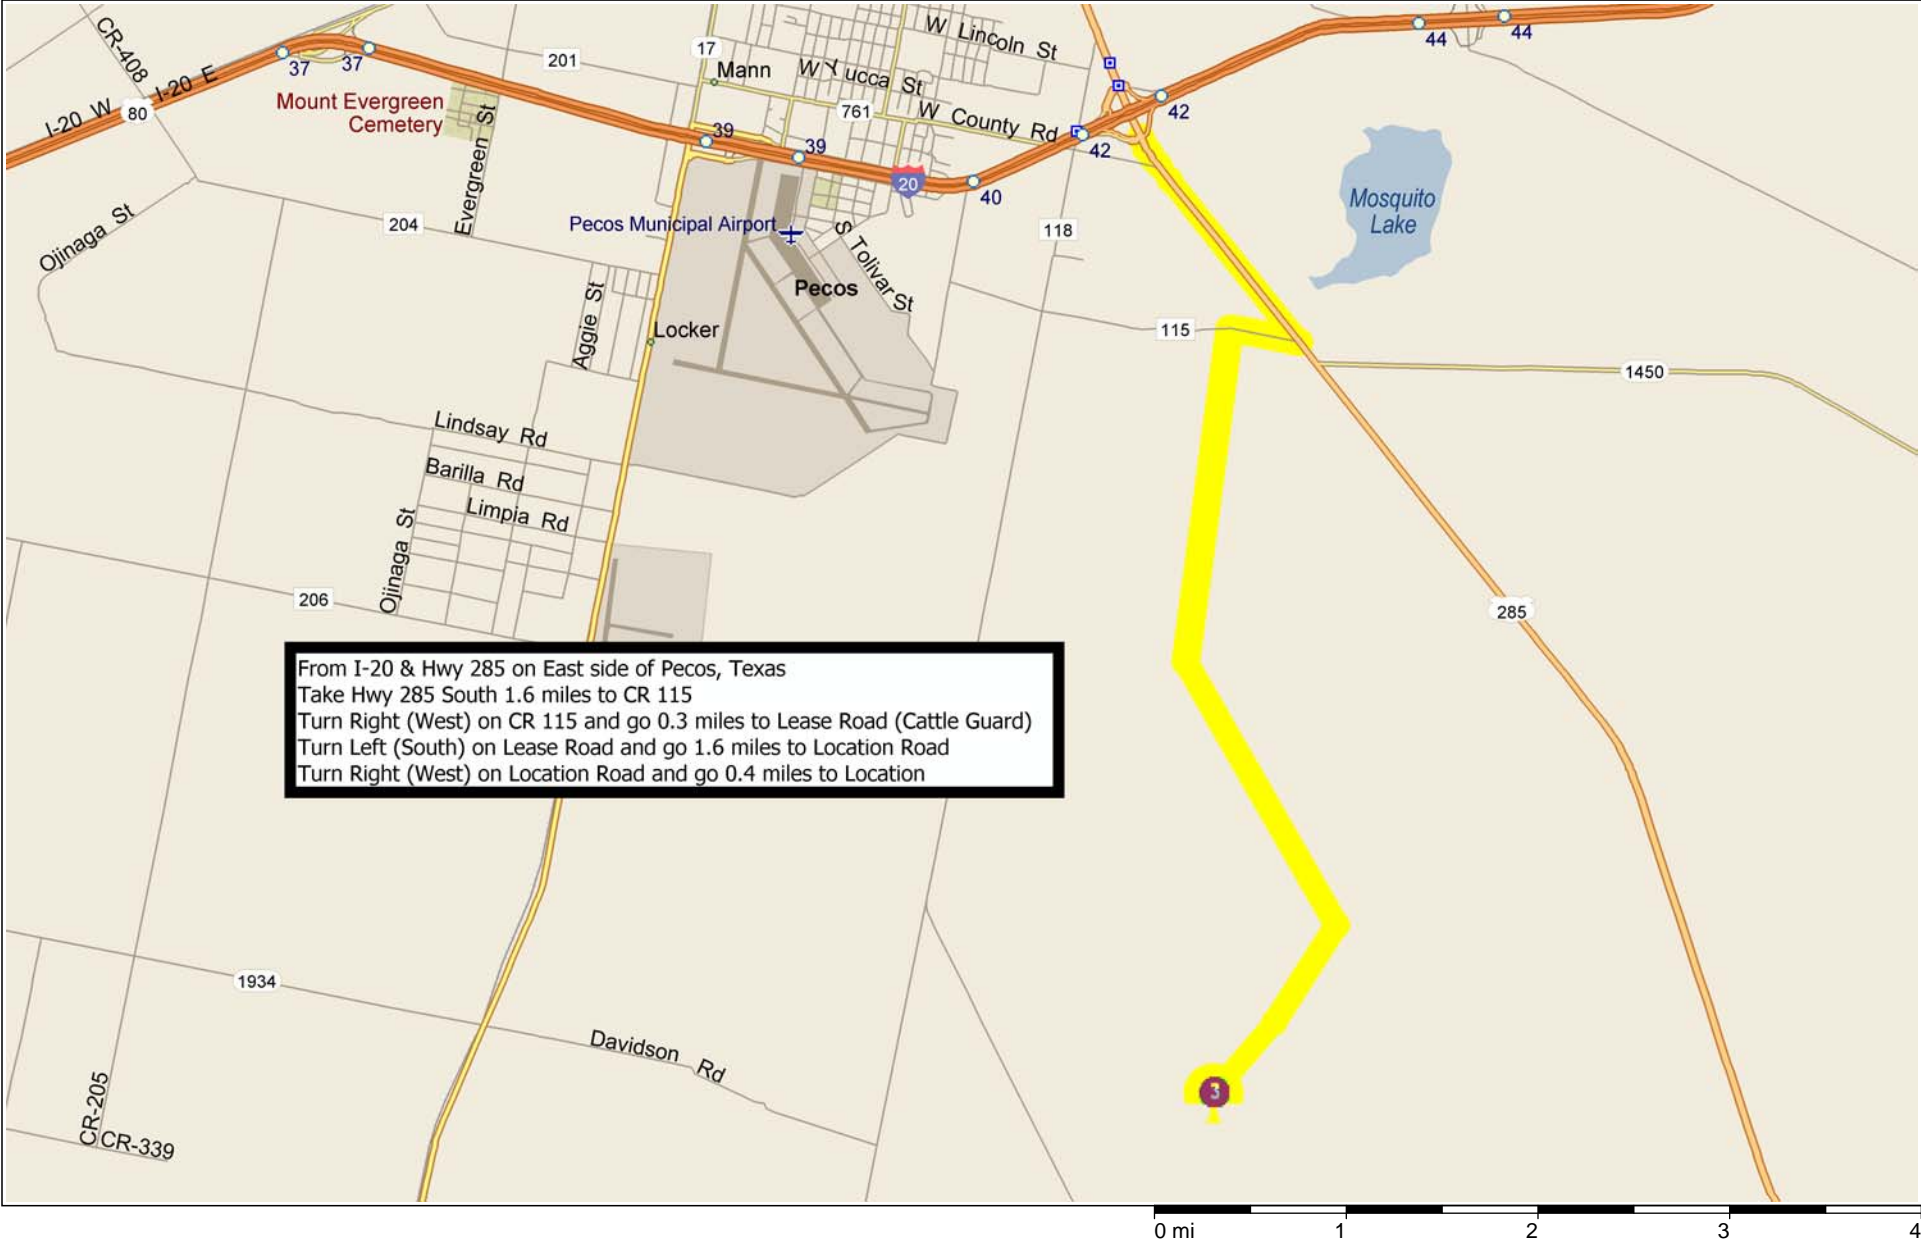 CR-408
I-20 W
80
I-20 E
37
37
201
17
Mann
W Yucca St
W Lincoln St
761
W County Rd
44
44
42
42
Mount Evergreen
Cemetery
Evergreen St
39
39
20
40
Ojinaga St
204
Pecos Municipal Airport
S Tolivar St
118
Mosquito
Lake
Pecos
Aggie St
Locker
115
1450
Lindsay Rd
Barilla Rd
Limpia Rd
Ojinaga St
206
285
From I-20 & Hwy 285 on East side of Pecos, Texas
Take Hwy 285 South 1.6 miles to CR 115
Turn Right (West) on CR 115 and go 0.3 miles to Lease Road (Cattle Guard)
Turn Left (South) on Lease Road and go 1.6 miles to Location Road
Turn Right (West) on Location Road and go 0.4 miles to Location
1934
Davidson Rd
3
CR-205
CR-339
0 mi 1 2 3 4